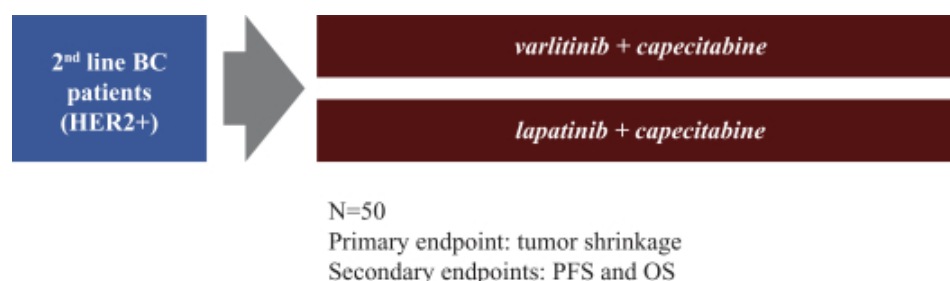 2nd line BC
patients
(HER2+)
varlitinib + capecitabine
lapatinib + capecitabine
N=50
Primary endpoint: tumor shrinkage
Secondary endpoints: PFS and OS